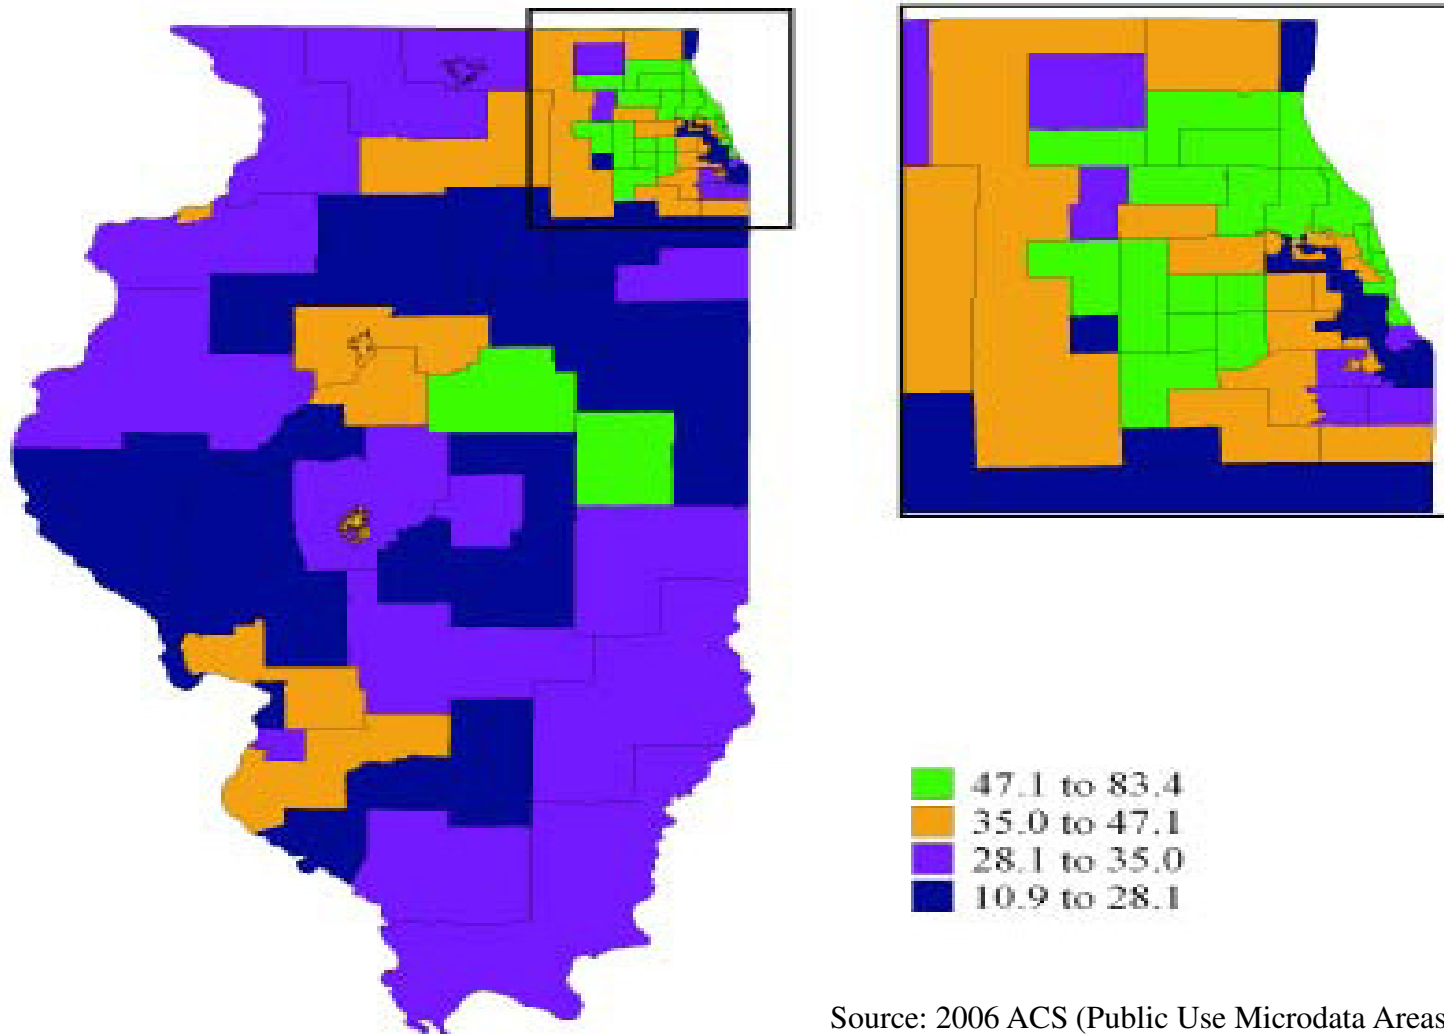 47.1 to 83.4
35.0 to 47.1
28.1 to 35.0
10.9 to 28.1
Source: 2006 ACS (Public Use Microdata Areas